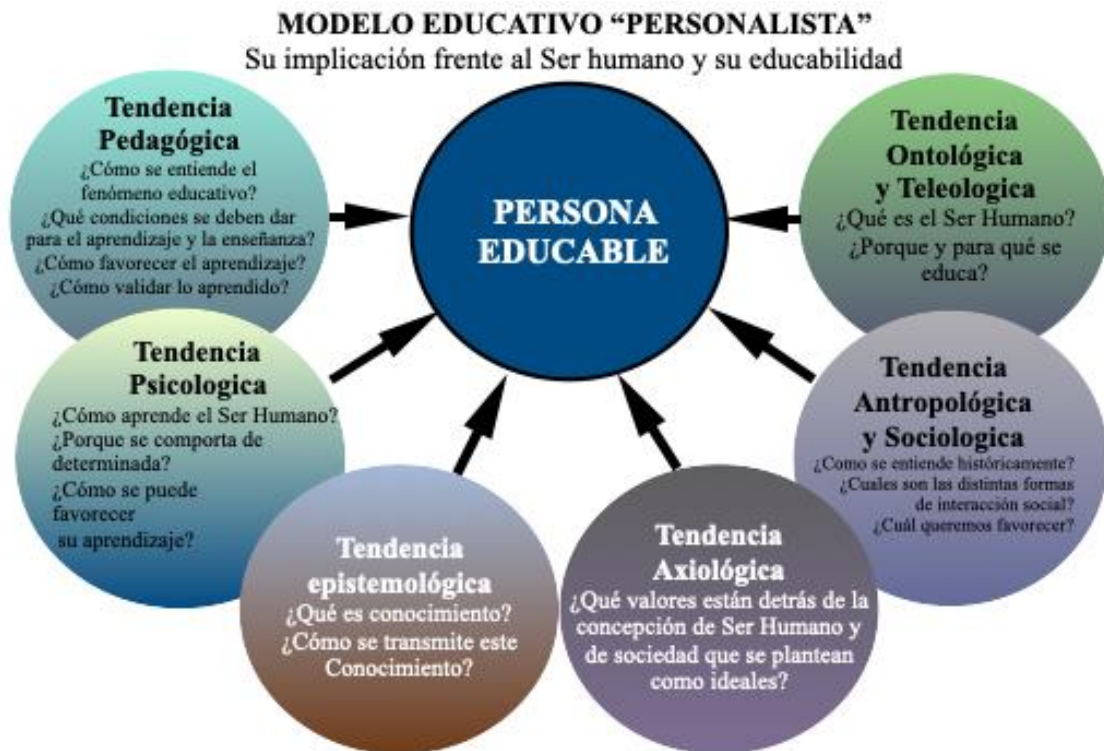 MODELO EDUCATIVO “PERSONALISTA”
Su implicación frente al Ser humano y su educabilidad
Tendencia
Pedagógica
¿Cómo se entiende el
fenómeno educativo?
¿Qué condiciones se deben dar
para el aprendizaje y la enseñanza?
¿Cómo favorecer el aprendizaje?
¿Cómo validar lo aprendido?
Tendencia
Psicologica
¿Cómo aprende el Ser Humano?
¿Porque se comporta de
determinada?
¿Cómo se puede
favorecer
su aprendizaje?
Tendencia
epistemológica
¿Qué es conocimiento?
¿Cómo se transmite este
Conocimiento?
PERSONA
EDUCABLE
Tendencia
Axiológica
¿Qué valores están detrás de la
concepción de Ser Humano y
de sociedad que se plantean
como ideales?
Tendencia
Antropológica
y Sociologica
¿Como se entiende históricamente?
¿Cuales son las distintas formas
de interacción social?
¿Cuál queremos favorecer?
Tendencia
Ontológica
y Teleologica
¿Qué es el Ser Humano?
¿Porque y para qué se
educa?